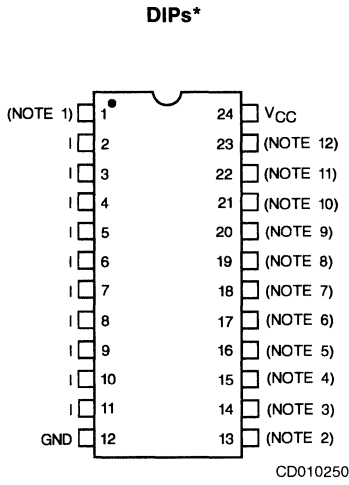 DIPs*
(NOTE 1) 1 24 VCC
I 2 23 (NOTE 12)
I 3 22 (NOTE 11)
I 4 21 (NOTE 10)
I 5 20 (NOTE 9)
I 6 19 (NOTE 8)
I 7 18 (NOTE 7)
I 8 17 (NOTE 6)
I 9 16 (NOTE 5)
I 10 15 (NOTE 4)
I 11 14 (NOTE 3)
GND 12 13 (NOTE 2)
CD010250